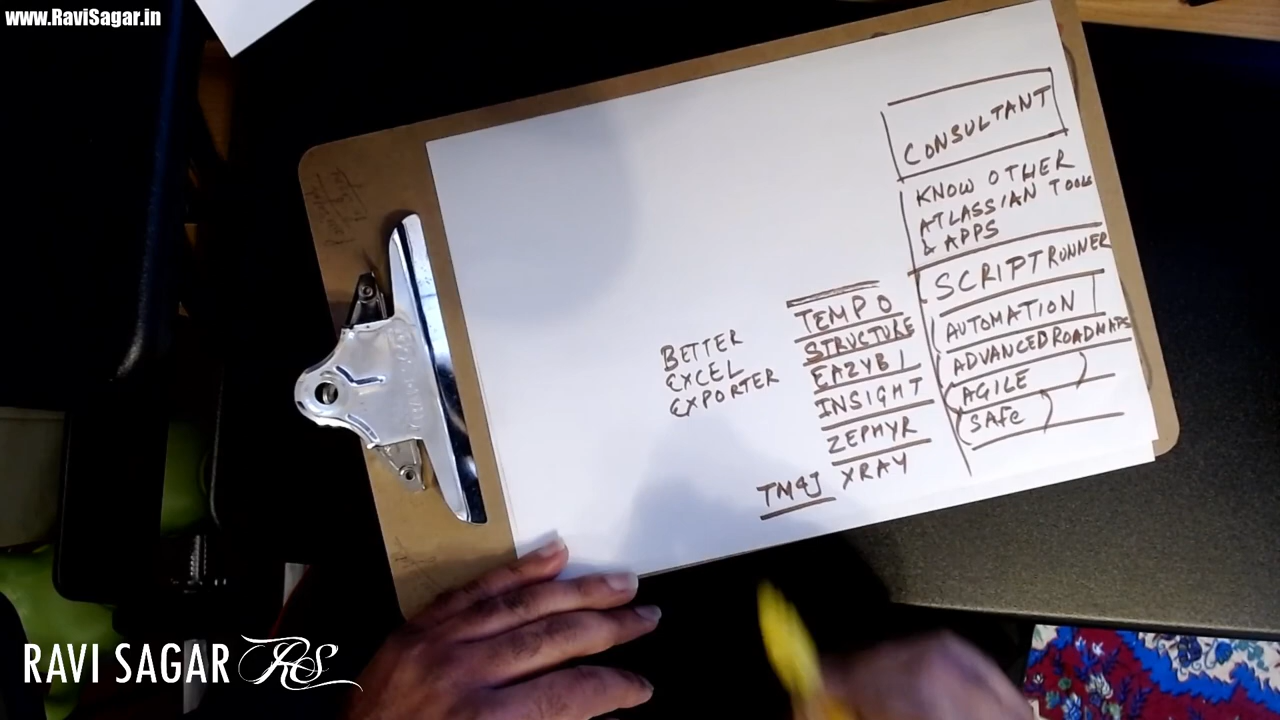 www.RaviSagar.in
CONSULTANT
KNOW OTHER
ATLASSIAN TOOLS
& APPS
SCRIPTRUNNER
AUTOMATION
ADVANCED ROADMAPS
AGILE
SAFe
TEMPO
STRUCTURE
EAZYBI
INSIGHT
ZEPHYR
XRAY
TM4J
BETTER
EXCEL
EXPORTER
RAVI SAGAR RS